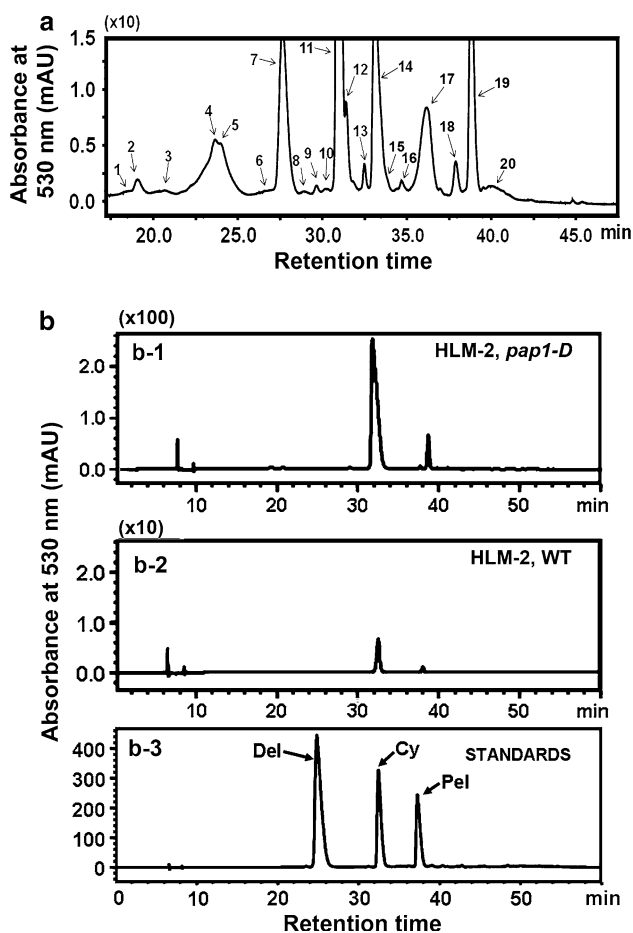 a
(x10)
Absorbance at
530 nm (mAU)
1.5
1.0
0.5
0.0
1
2
3
4
5
6
7
8
9
10
11
12
13
14
15
16
17
18
19
20
20.0 25.0 30.0 35.0 40.0 45.0 min
Retention time
b
(x100)
Absorbance at 530 nm (mAU)
b-1
HLM-2, pap1-D
2.0
1.0
0.0
10 20 30 40 50 min
(x10)
b-2
HLM-2, WT
2.0
1.0
0.0
10 20 30 40 50 min
b-3
Del
Cy
Pel
STANDARDS
400
300
200
100
0
0 10 20 30 40 50 min
Retention time